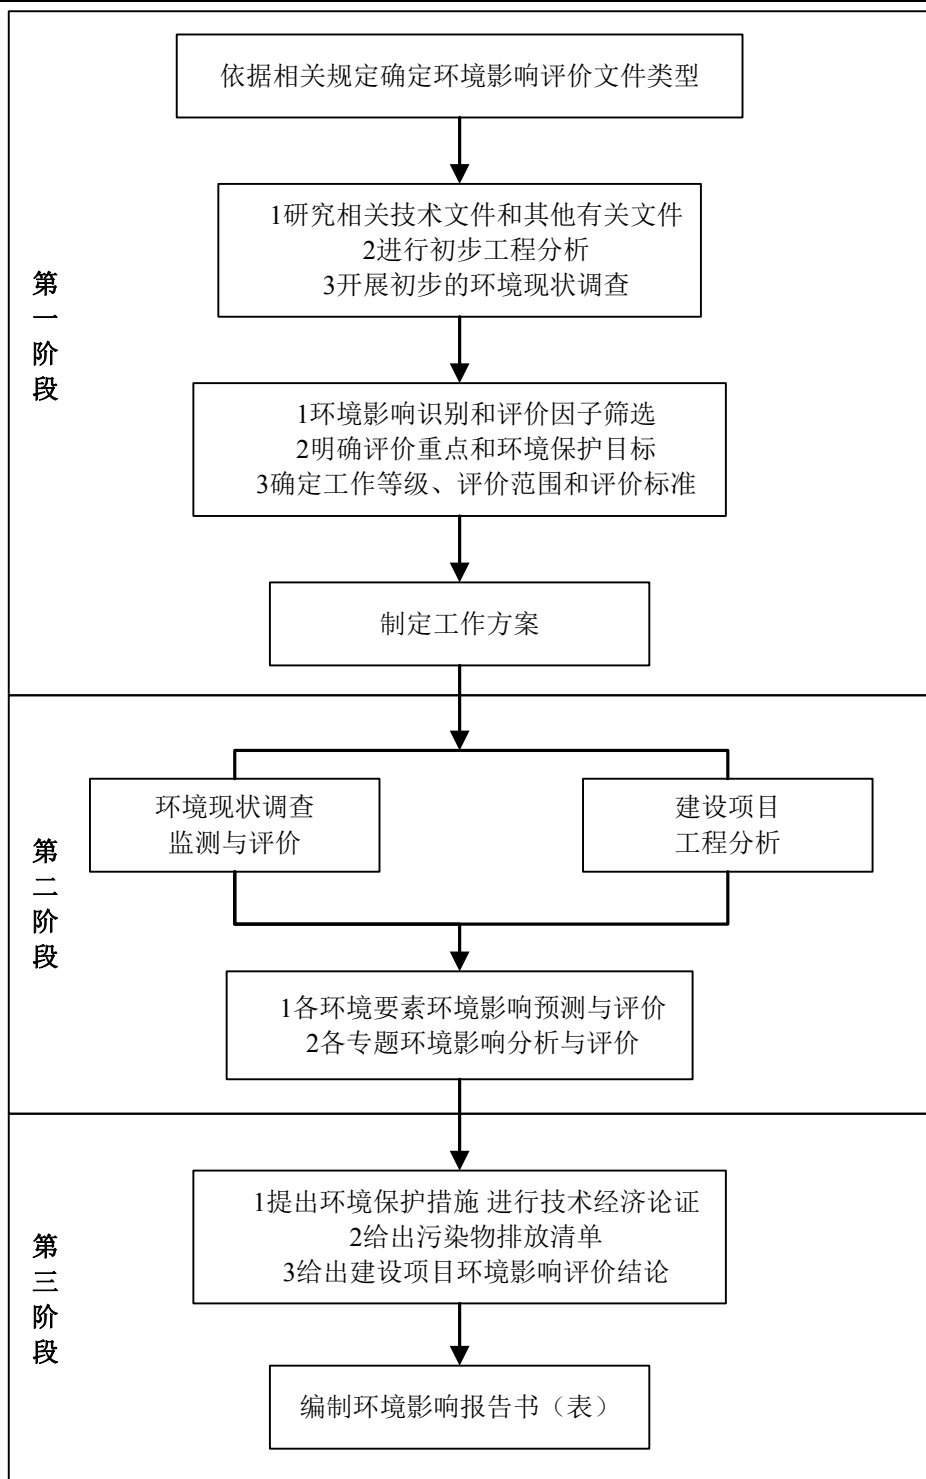 依据相关规定确定环境影响评价文件类型
1研究相关技术文件和其他有关文件
2进行初步工程分析
3开展初步的环境现状调查
第一阶段
1环境影响识别和评价因子筛选
2明确评价重点和环境保护目标
3确定工作等级、评价范围和评价标准
制定工作方案
环境现状调查
监测与评价
建设项目
工程分析
第二阶段
1各环境要素环境影响预测与评价
2各专题环境影响分析与评价
1提出环境保护措施 进行技术经济论证
2给出污染物排放清单
3给出建设项目环境影响评价结论
第三阶段
编制环境影响报告书（表）